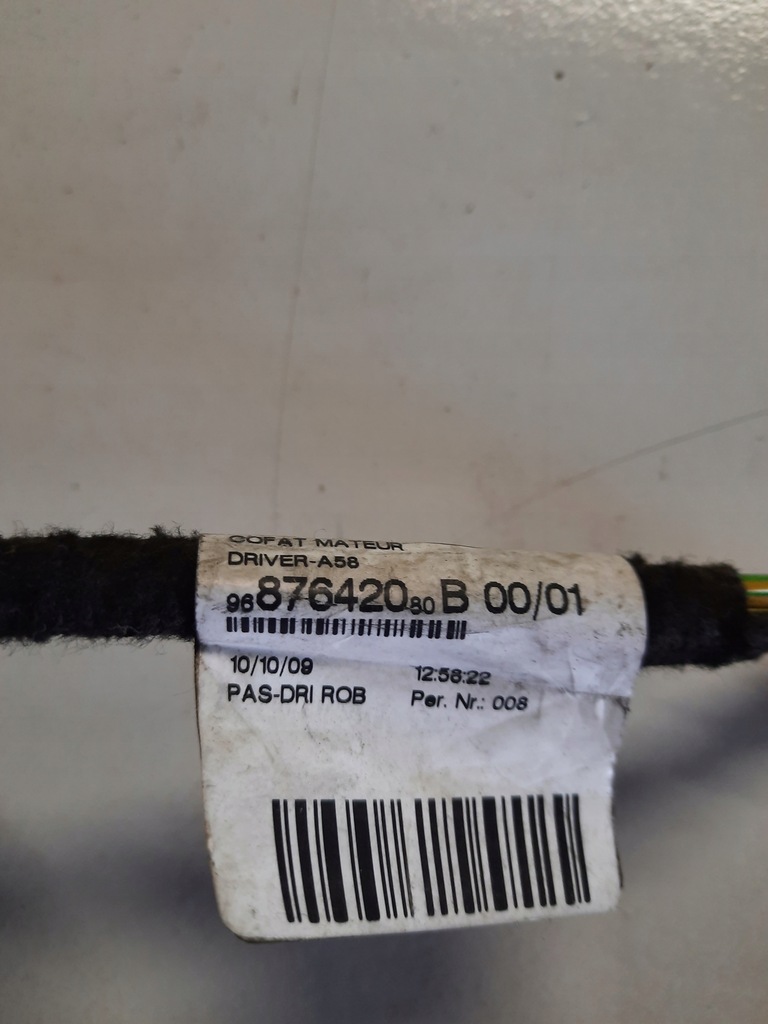 COFAT MATEUR
DRIVER-A58
9687642080 B 00/01
10/10/09 12:58:22
PAS-DRI ROB Per. Nr.: 008